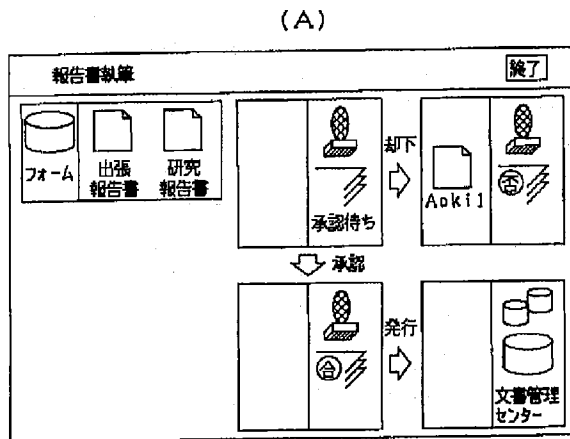 (A)
報告書執筆
終了
フォーム
出張
報告書
研究
報告書
承認待ち
却下
Aoki1
否
承認
合
発行
文書管理
センター